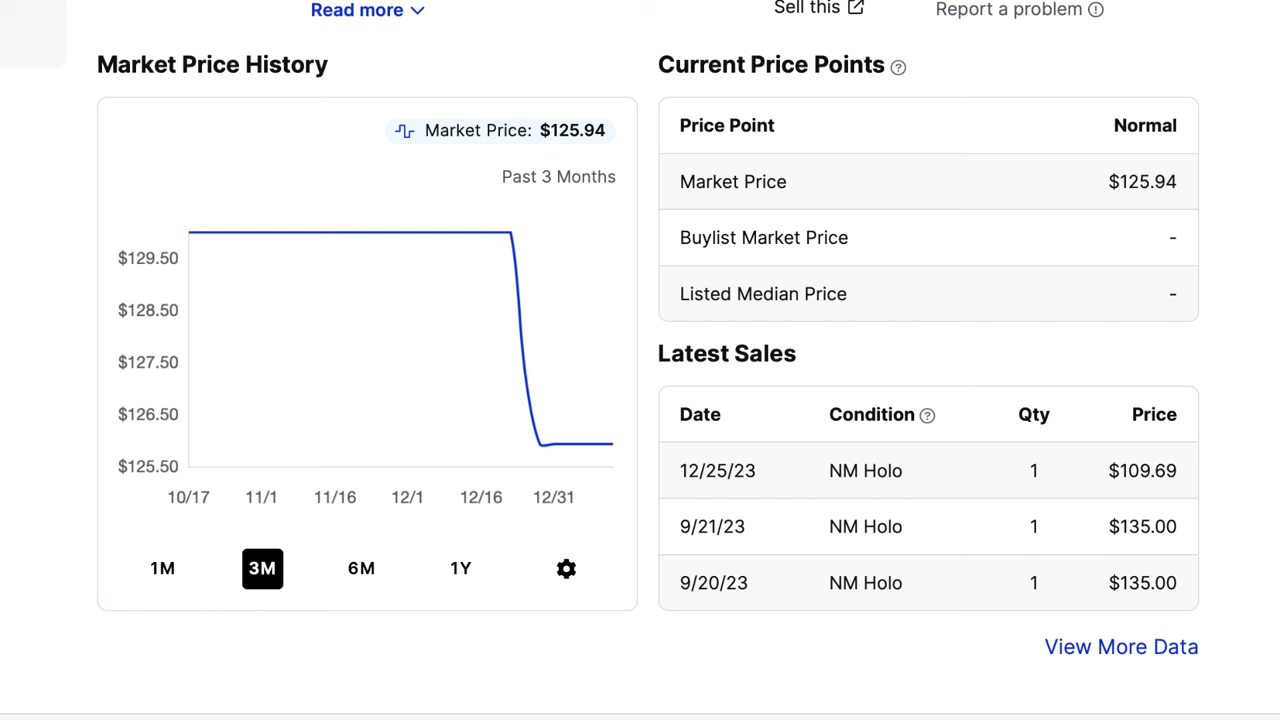 Read more
Sell this
Report a problem
Market Price History
Market Price: $125.94
Past 3 Months
$129.50
$128.50
$127.50
$126.50
$125.50
10/17 11/1 11/16 12/1 12/16 12/31
1M 3M 6M 1Y
Current Price Points
Price Point Normal
Market Price $125.94
Buylist Market Price -
Listed Median Price -
Latest Sales
Date Condition Qty Price
12/25/23 NM Holo 1 $109.69
9/21/23 NM Holo 1 $135.00
9/20/23 NM Holo 1 $135.00
View More Data